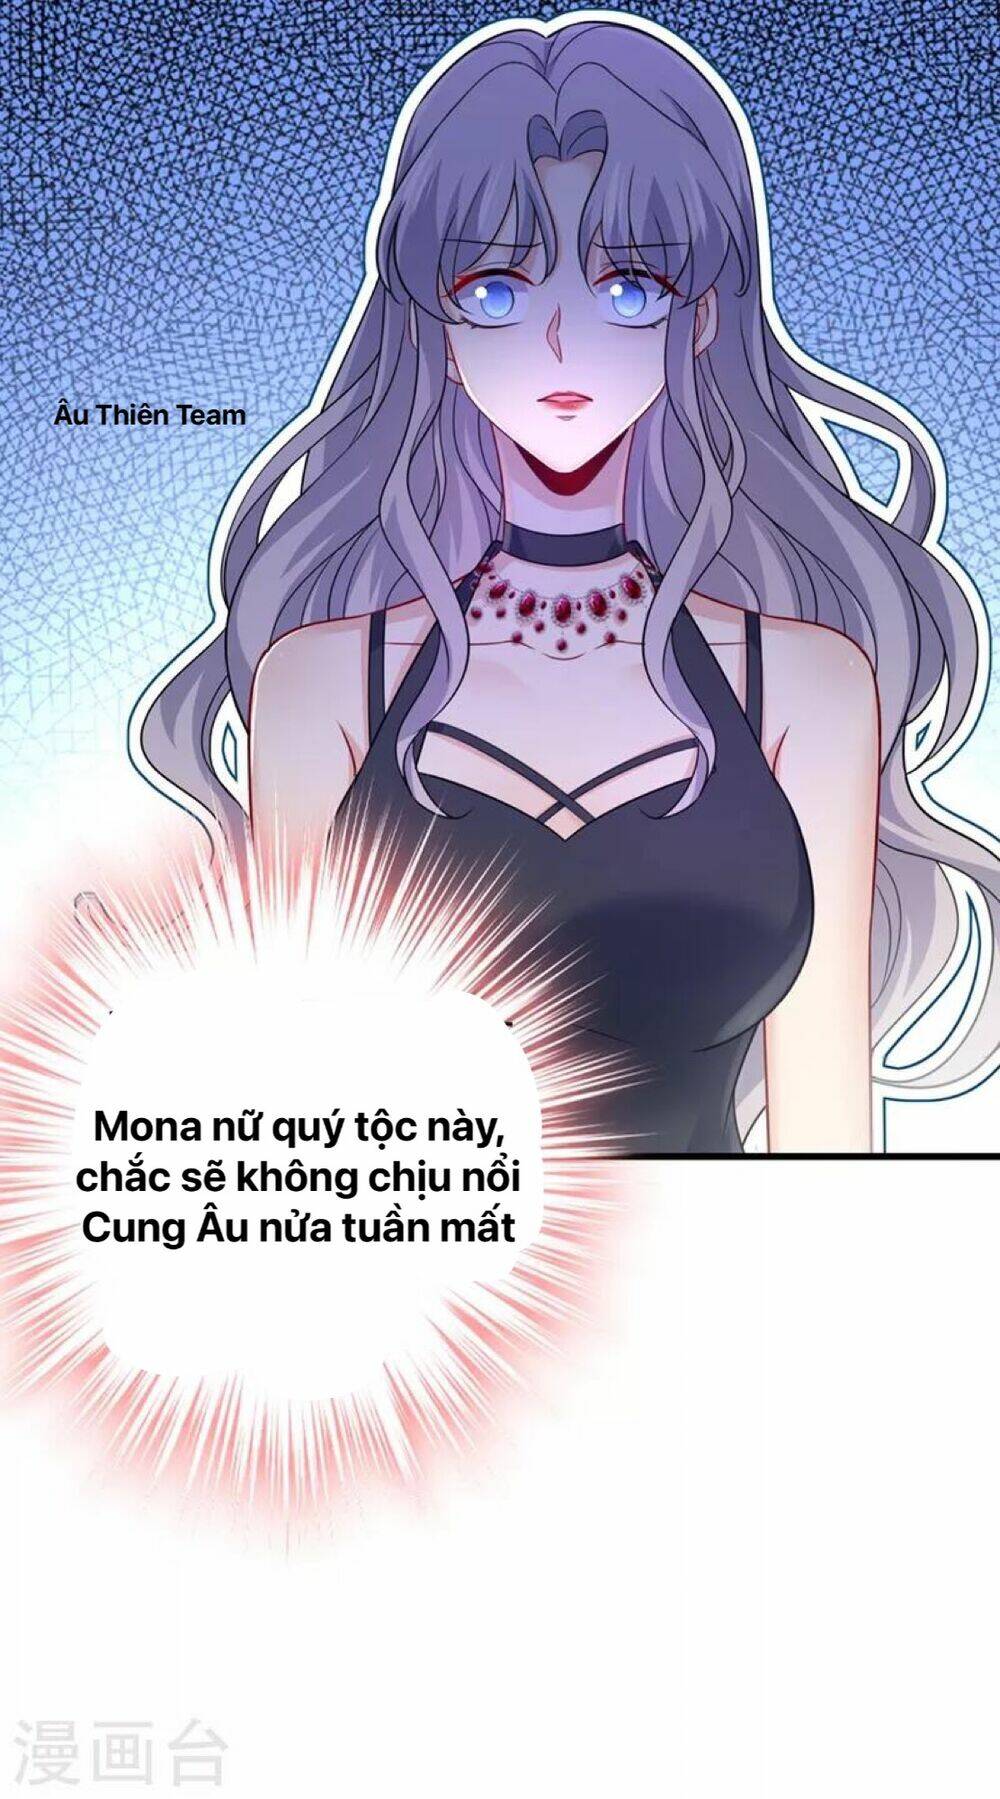 Âu Thiên Team
Mona nữ quý tộc này,
chắc sẽ không chịu nổi
Cung Âu nửa tuần mất
漫画台